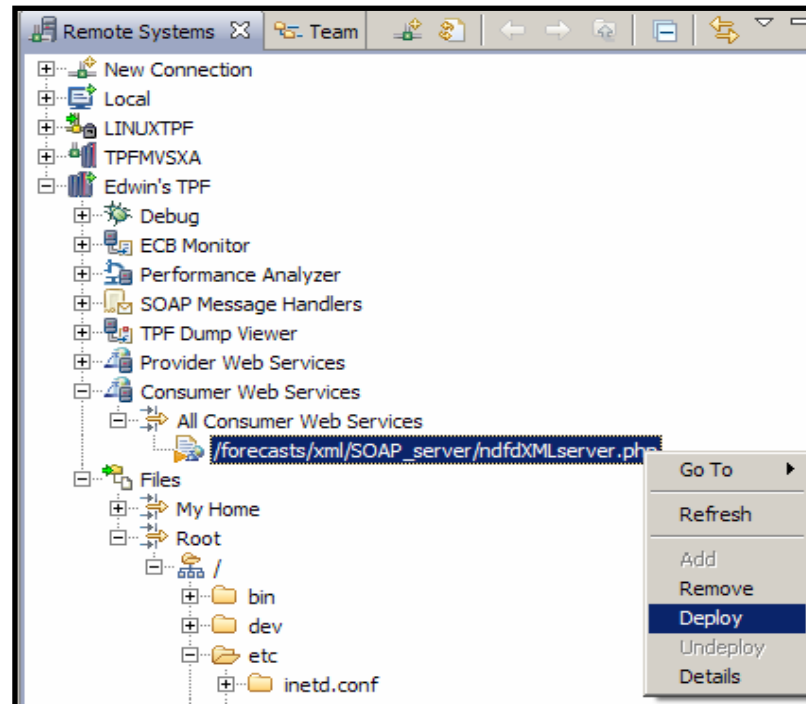 Remote Systems
Team
New Connection
Local
LINUXTPF
TPFMVSXA
Edwin's TPF
Debug
ECB Monitor
Performance Analyzer
SOAP Message Handlers
TPF Dump Viewer
Provider Web Services
Consumer Web Services
All Consumer Web Services
/forecasts/xml/SOAP_server/ndfdXMLserver.php
Files
My Home
Root
/
bin
dev
etc
inetd.conf
Go To
Refresh
Add
Remove
Deploy
Undeploy
Details